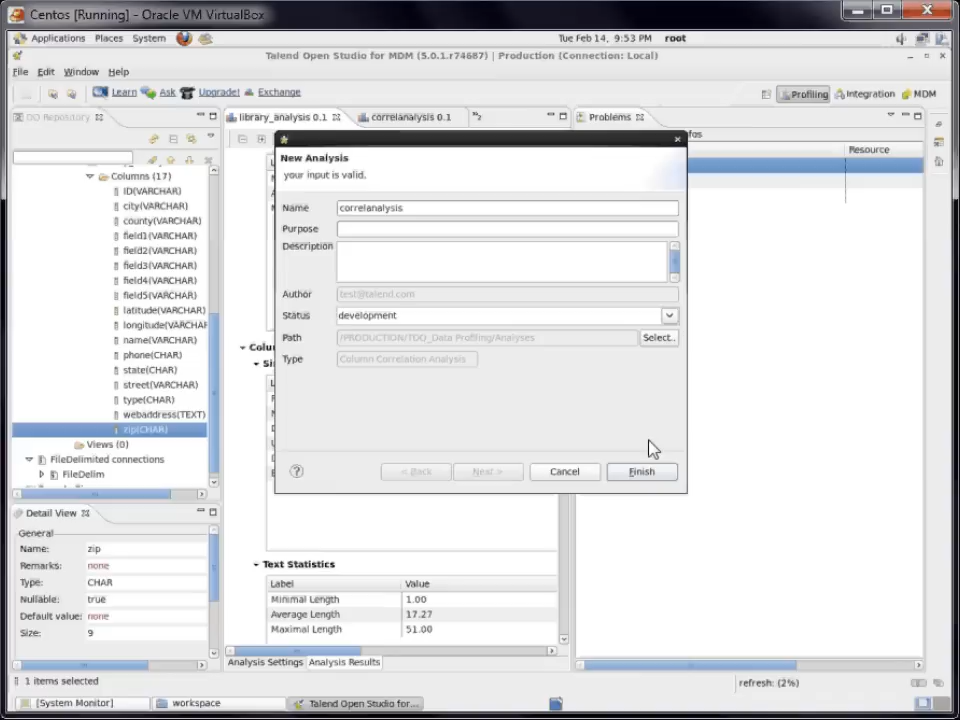 Centos [Running] - Oracle VM VirtualBox
Applications Places System Tue Feb 14, 9:53 PM root
Talend Open Studio for MDM (5.0.1.r74687) | Production (Connection: Local)
File Edit Window Help
Learn Ask Upgrade! Exchange Profiling Integration MDM
DQ Repository library_analysis 0.1 correlanalysis 0.1 »2 Problems
Resource
Columns (17)
ID(VARCHAR)
city(VARCHAR)
county(VARCHAR)
field1(VARCHAR)
field2(VARCHAR)
field3(VARCHAR)
field4(VARCHAR)
field5(VARCHAR)
latitude(VARCHAR)
longitude(VARCHAR
name(VARCHAR)
phone(CHAR)
state(CHAR)
street(VARCHAR)
type(CHAR)
webaddress(TEXT)
zip(CHAR)
Views (0)
FileDelimited connections
FileDelim
New Analysis
your input is valid.
Name correlanalysis
Purpose
Description
Author test@talend.com
Status development
Path /PRODUCTION/TDQ_Data Profiling/Analyses Select..
Type Column Correlation Analysis
< Back Next > Cancel Finish
Detail View
General
Name: zip
Remarks: none
Type: CHAR
Nullable: true
Default value: none
Size: 9
Text Statistics
Label Value
Minimal Length 1.00
Average Length 17.27
Maximal Length 51.00
Analysis Settings Analysis Results
1 items selected refresh: (2%)
[System Monitor] workspace Talend Open Studio for...